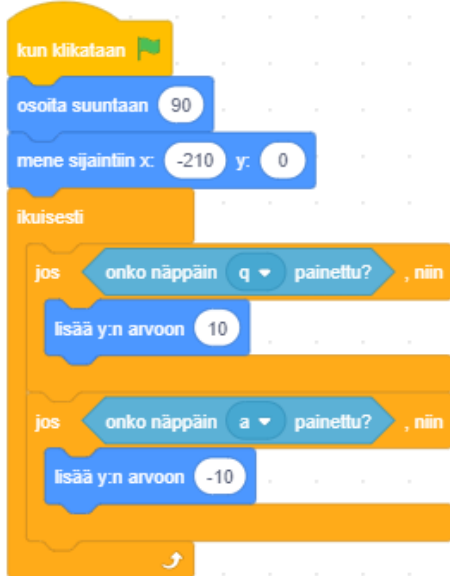 kun klikataan
osoita suuntaan 90
mene sijaintiin x: -210 y: 0
ikuisesti
jos onko näppäin q painettu? , niin
lisää y:n arvoon 10
jos onko näppäin a painettu? , niin
lisää y:n arvoon -10